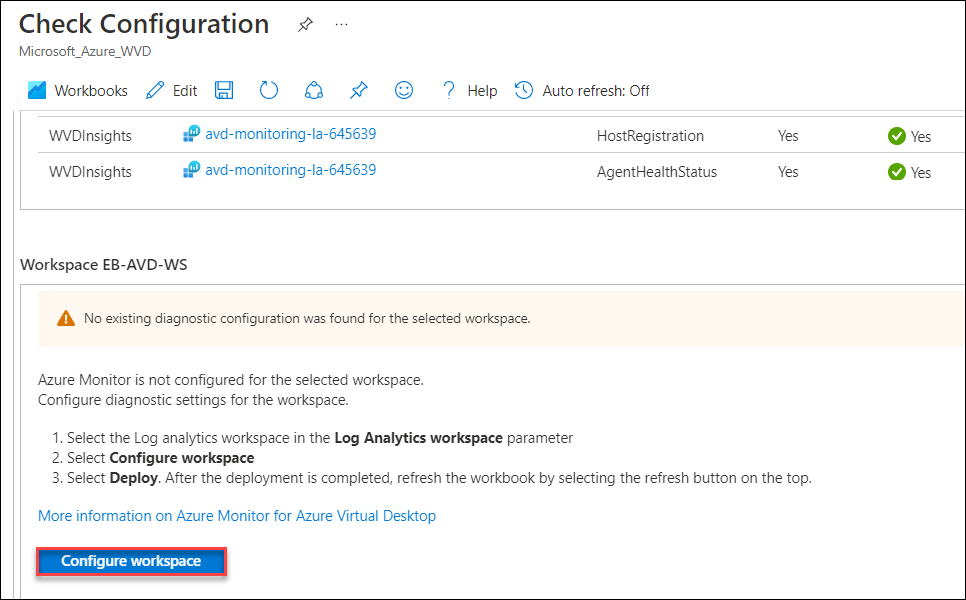 Check Configuration
Microsoft_Azure_WVD
Workbooks Edit Help Auto refresh: Off
WVDInsights avd-monitoring-la-645639 HostRegistration Yes Yes
WVDInsights avd-monitoring-la-645639 AgentHealthStatus Yes Yes
Workspace EB-AVD-WS
No existing diagnostic configuration was found for the selected workspace.
Azure Monitor is not configured for the selected workspace.
Configure diagnostic settings for the workspace.
1. Select the Log analytics workspace in the Log Analytics workspace parameter
2. Select Configure workspace
3. Select Deploy. After the deployment is completed, refresh the workbook by selecting the refresh button on the top.
More information on Azure Monitor for Azure Virtual Desktop
Configure workspace